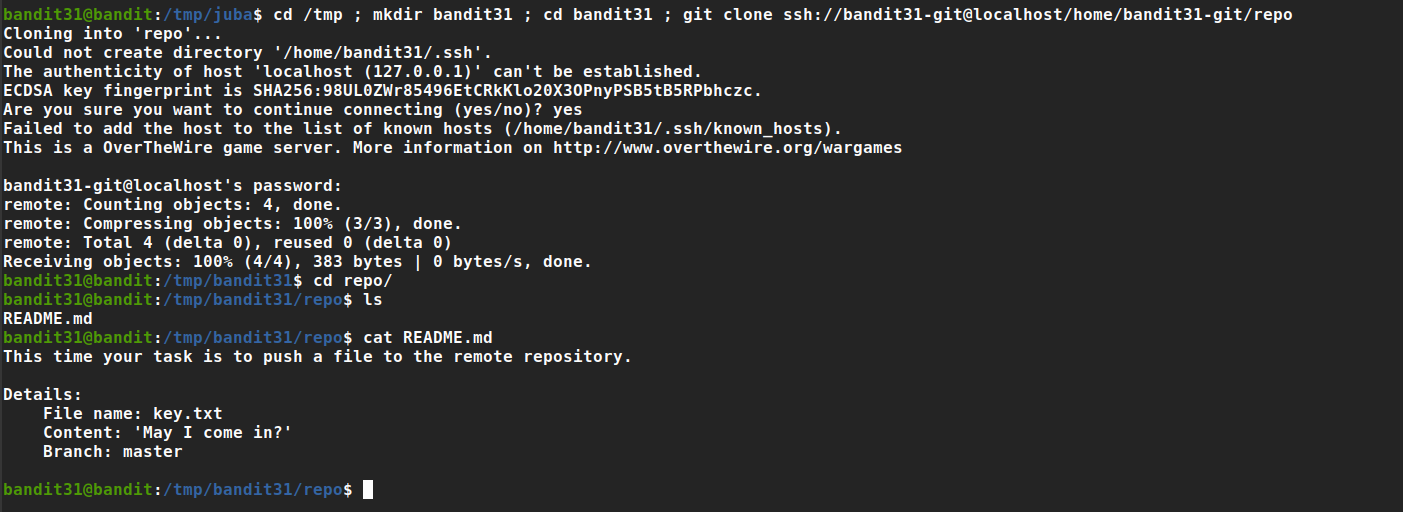 bandit31@bandit:/tmp/juba$ cd /tmp ; mkdir bandit31 ; cd bandit31 ; git clone ssh://bandit31-git@localhost/home/bandit31-git/repo
Cloning into 'repo'...
Could not create directory '/home/bandit31/.ssh'.
The authenticity of host 'localhost (127.0.0.1)' can't be established.
ECDSA key fingerprint is SHA256:98UL0ZWr85496EtCRkKlo20X3OPnyPSB5tB5RPbhczc.
Are you sure you want to continue connecting (yes/no)? yes
Failed to add the host to the list of known hosts (/home/bandit31/.ssh/known_hosts).
This is a OverTheWire game server. More information on http://www.overthewire.org/wargames
bandit31-git@localhost's password:
remote: Counting objects: 4, done.
remote: Compressing objects: 100% (3/3), done.
remote: Total 4 (delta 0), reused 0 (delta 0)
Receiving objects: 100% (4/4), 383 bytes | 0 bytes/s, done.
bandit31@bandit:/tmp/bandit31$ cd repo/
bandit31@bandit:/tmp/bandit31/repo$ ls
README.md
bandit31@bandit:/tmp/bandit31/repo$ cat README.md
This time your task is to push a file to the remote repository.
Details:
    File name: key.txt
    Content: 'May I come in?'
    Branch: master
bandit31@bandit:/tmp/bandit31/repo$